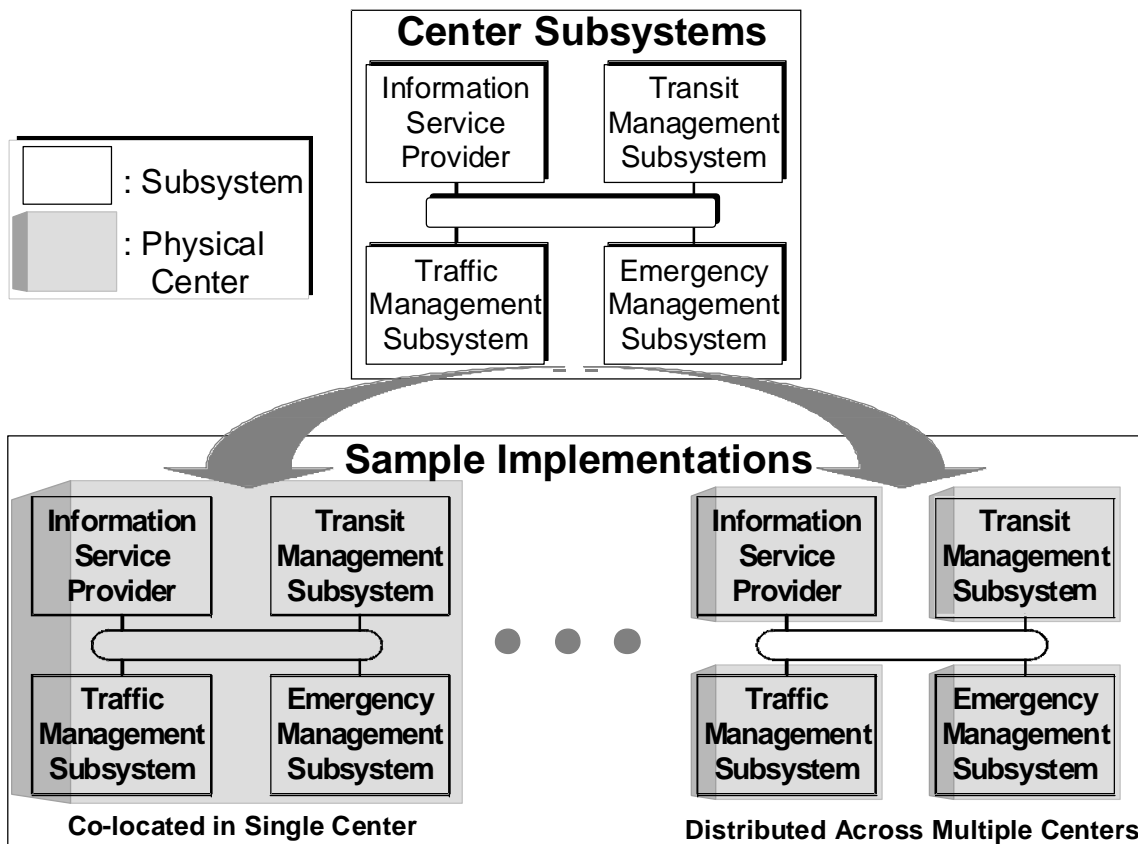 Center Subsystems
Information
Service
Provider
Transit
Management
Subsystem
: Subsystem
: Physical
Center
Traffic
Management
Subsystem
Emergency
Management
Subsystem
Sample Implementations
Information
Service
Provider
Transit
Management
Subsystem
Traffic
Management
Subsystem
Emergency
Management
Subsystem
Co-located in Single Center
Information
Service
Provider
Transit
Management
Subsystem
Traffic
Management
Subsystem
Emergency
Management
Subsystem
Distributed Across Multiple Centers